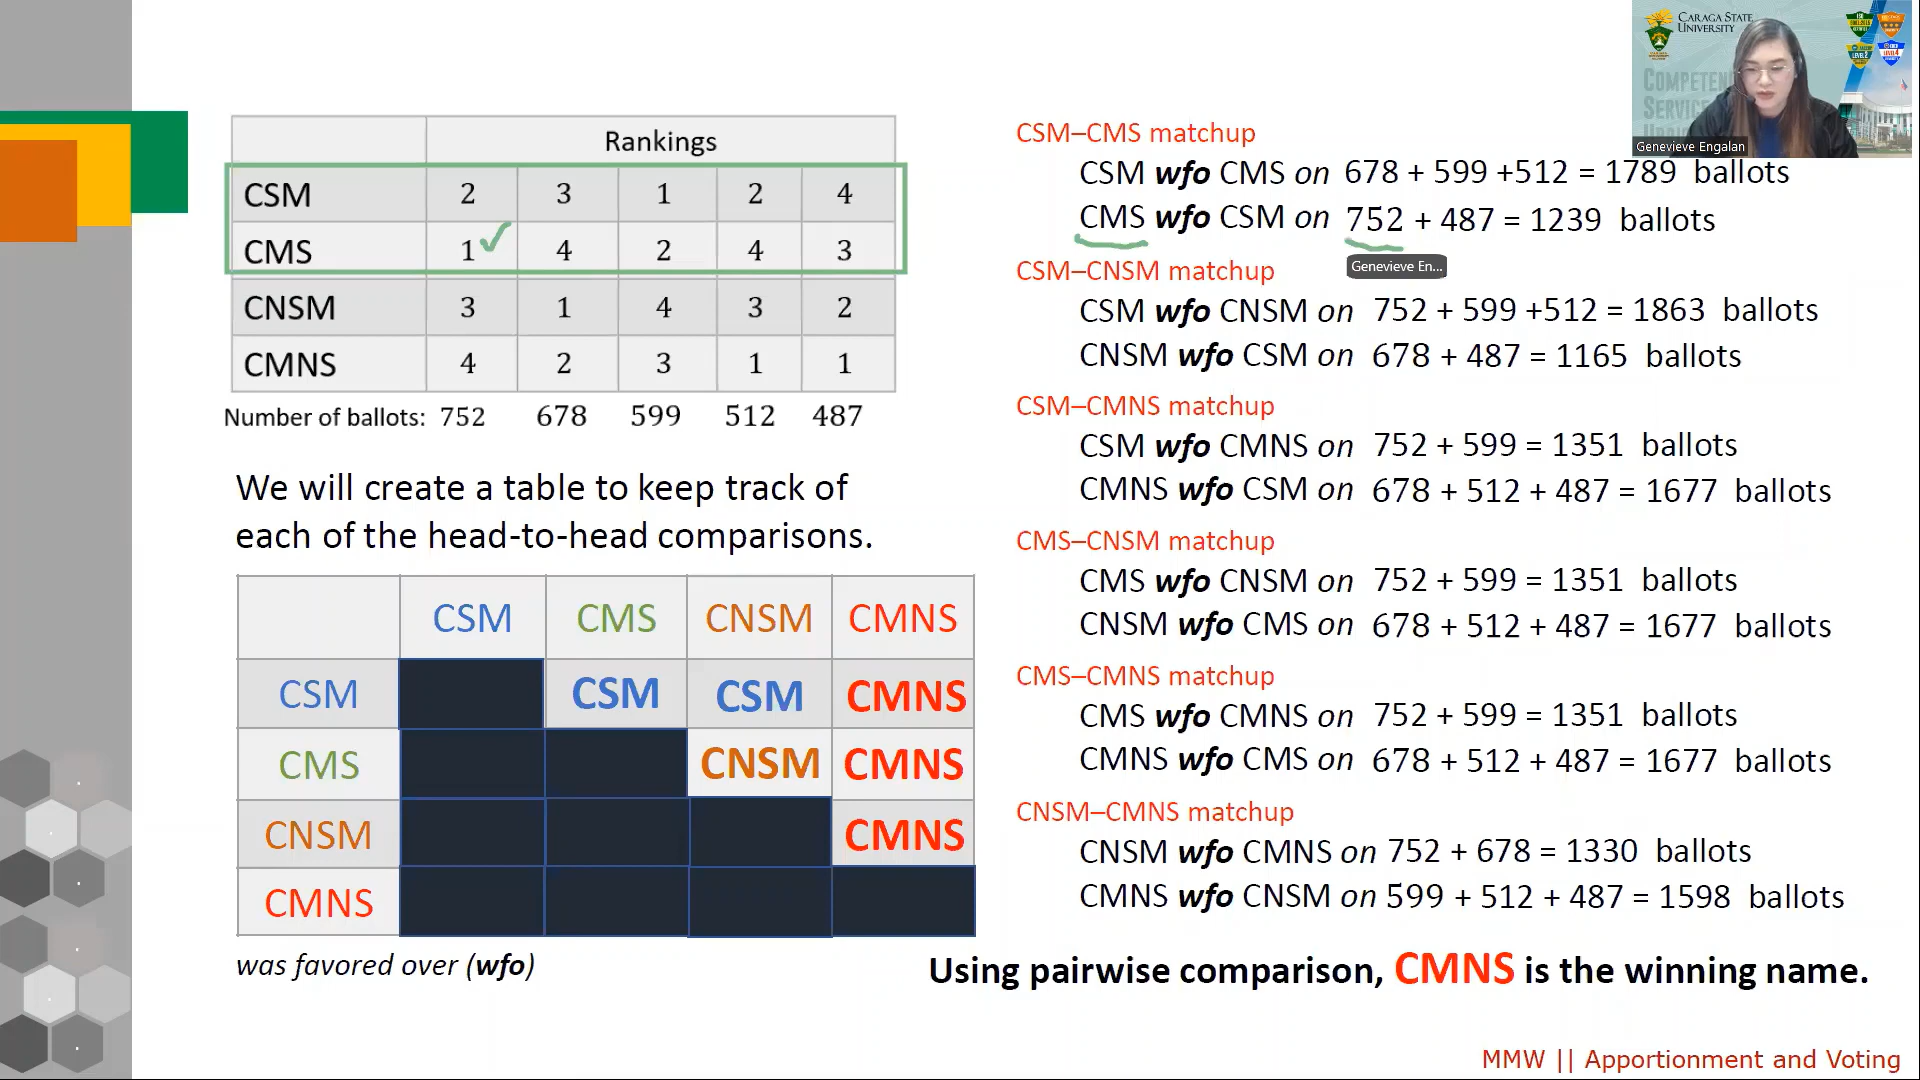 CARAGA STATE
UNIVERSITY
COMPETEN
SERVICE
Genevieve Engalan
Rankings
CSM 2 3 1 2 4
CMS 1 4 2 4 3
CNSM 3 1 4 3 2
CMNS 4 2 3 1 1
Number of ballots: 752 678 599 512 487
We will create a table to keep track of
each of the head-to-head comparisons.
CSM CMS CNSM CMNS
CSM CSM CSM CMNS
CMS CNSM CMNS
CNSM CMNS
CMNS
was favored over (wfo)
CSM–CMS matchup
CSM wfo CMS on 678 + 599 +512 = 1789 ballots
CMS wfo CSM on 752 + 487 = 1239 ballots
Genevieve En...
CSM–CNSM matchup
CSM wfo CNSM on 752 + 599 +512 = 1863 ballots
CNSM wfo CSM on 678 + 487 = 1165 ballots
CSM–CMNS matchup
CSM wfo CMNS on 752 + 599 = 1351 ballots
CMNS wfo CSM on 678 + 512 + 487 = 1677 ballots
CMS–CNSM matchup
CMS wfo CNSM on 752 + 599 = 1351 ballots
CNSM wfo CMS on 678 + 512 + 487 = 1677 ballots
CMS–CMNS matchup
CMS wfo CMNS on 752 + 599 = 1351 ballots
CMNS wfo CMS on 678 + 512 + 487 = 1677 ballots
CNSM–CMNS matchup
CNSM wfo CMNS on 752 + 678 = 1330 ballots
CMNS wfo CNSM on 599 + 512 + 487 = 1598 ballots
Using pairwise comparison, CMNS is the winning name.
MMW || Apportionment and Voting